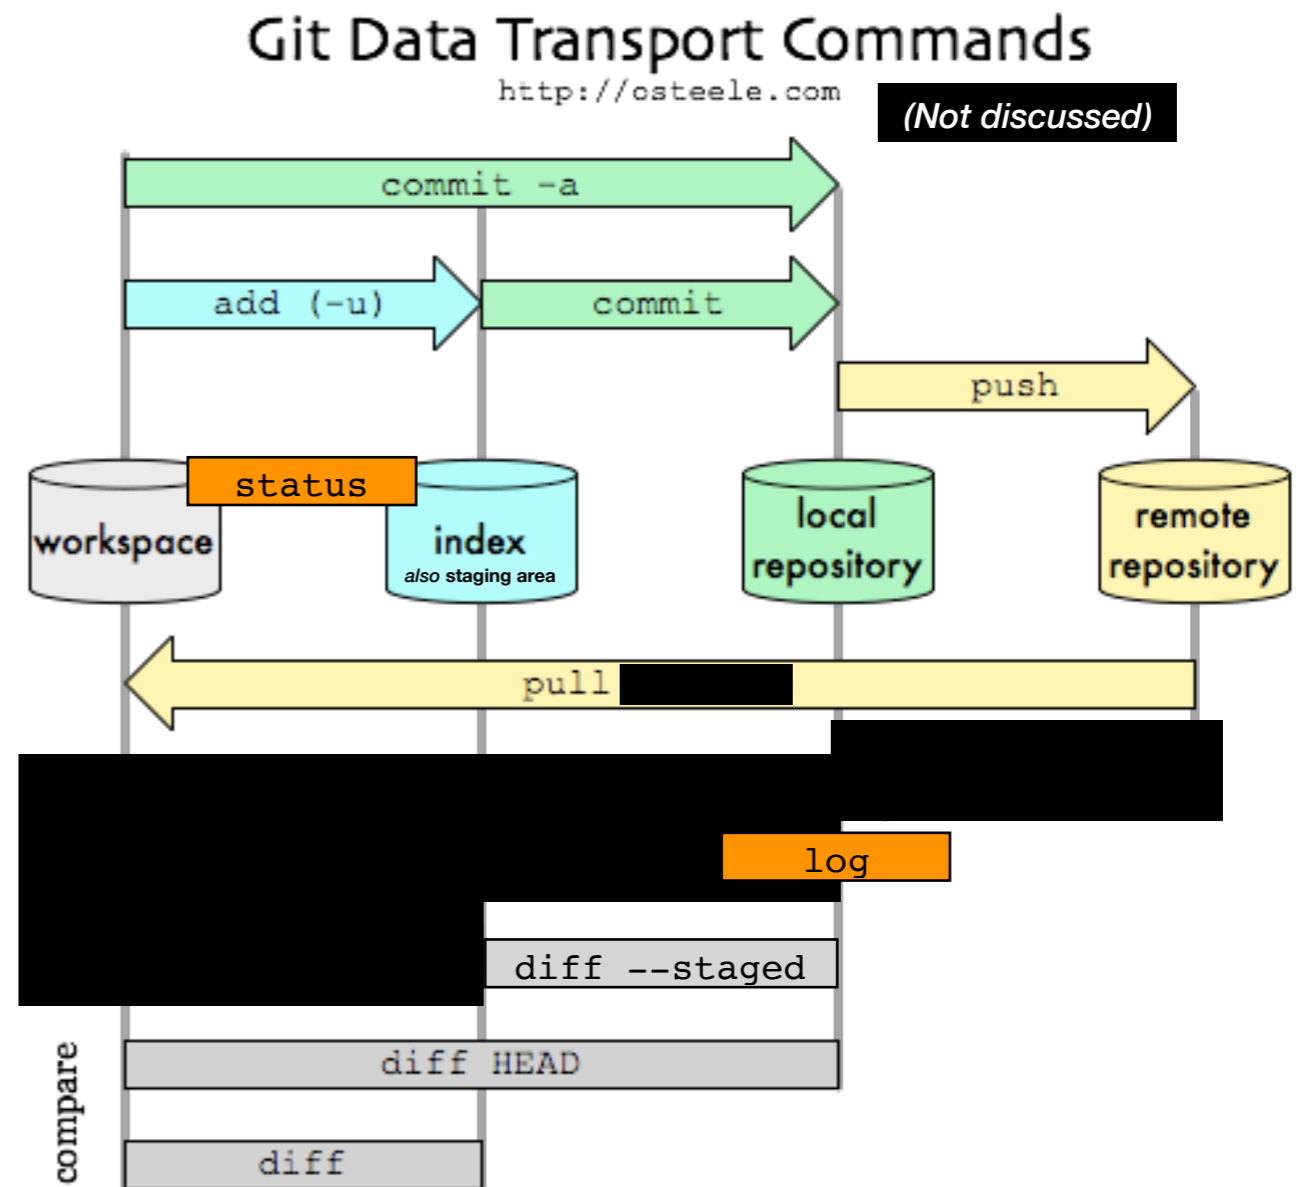 Git Data Transport Commands
http://osteele.com
(Not discussed)
commit -a
add (-u)
commit
push
status
workspace
index
also staging area
local
repository
remote
repository
pull
log
diff --staged
diff HEAD
compare
diff